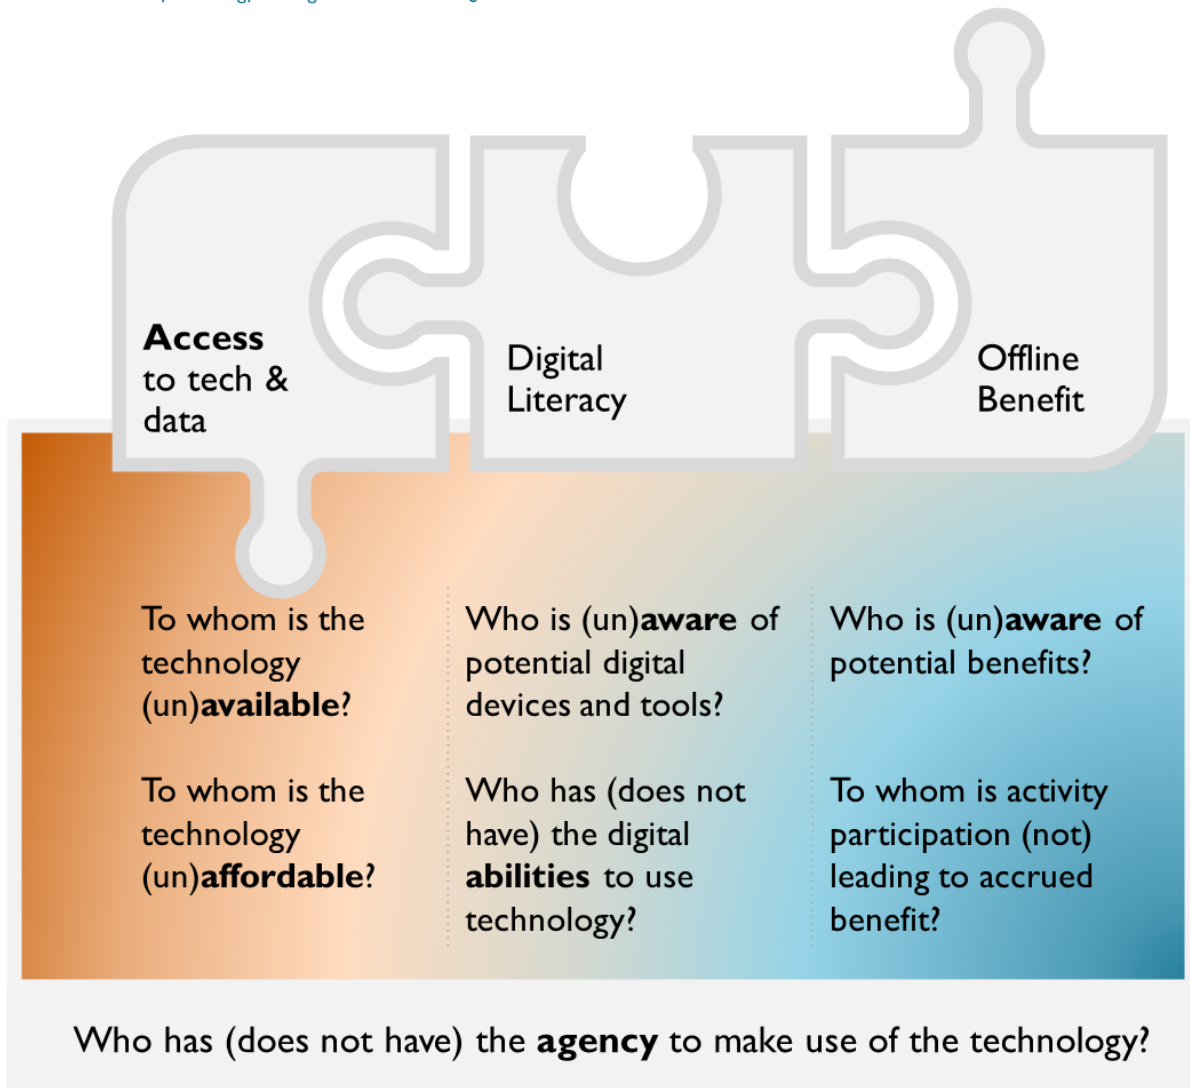 Access
to tech &
data
Digital
Literacy
Offline
Benefit
To whom is the
technology
(un)available?
To whom is the
technology
(un)affordable?
Who is (un)aware of
potential digital
devices and tools?
Who has (does not
have) the digital
abilities to use
technology?
Who is (un)aware of
potential benefits?
To whom is activity
participation (not)
leading to accrued
benefit?
Who has (does not have) the agency to make use of the technology?